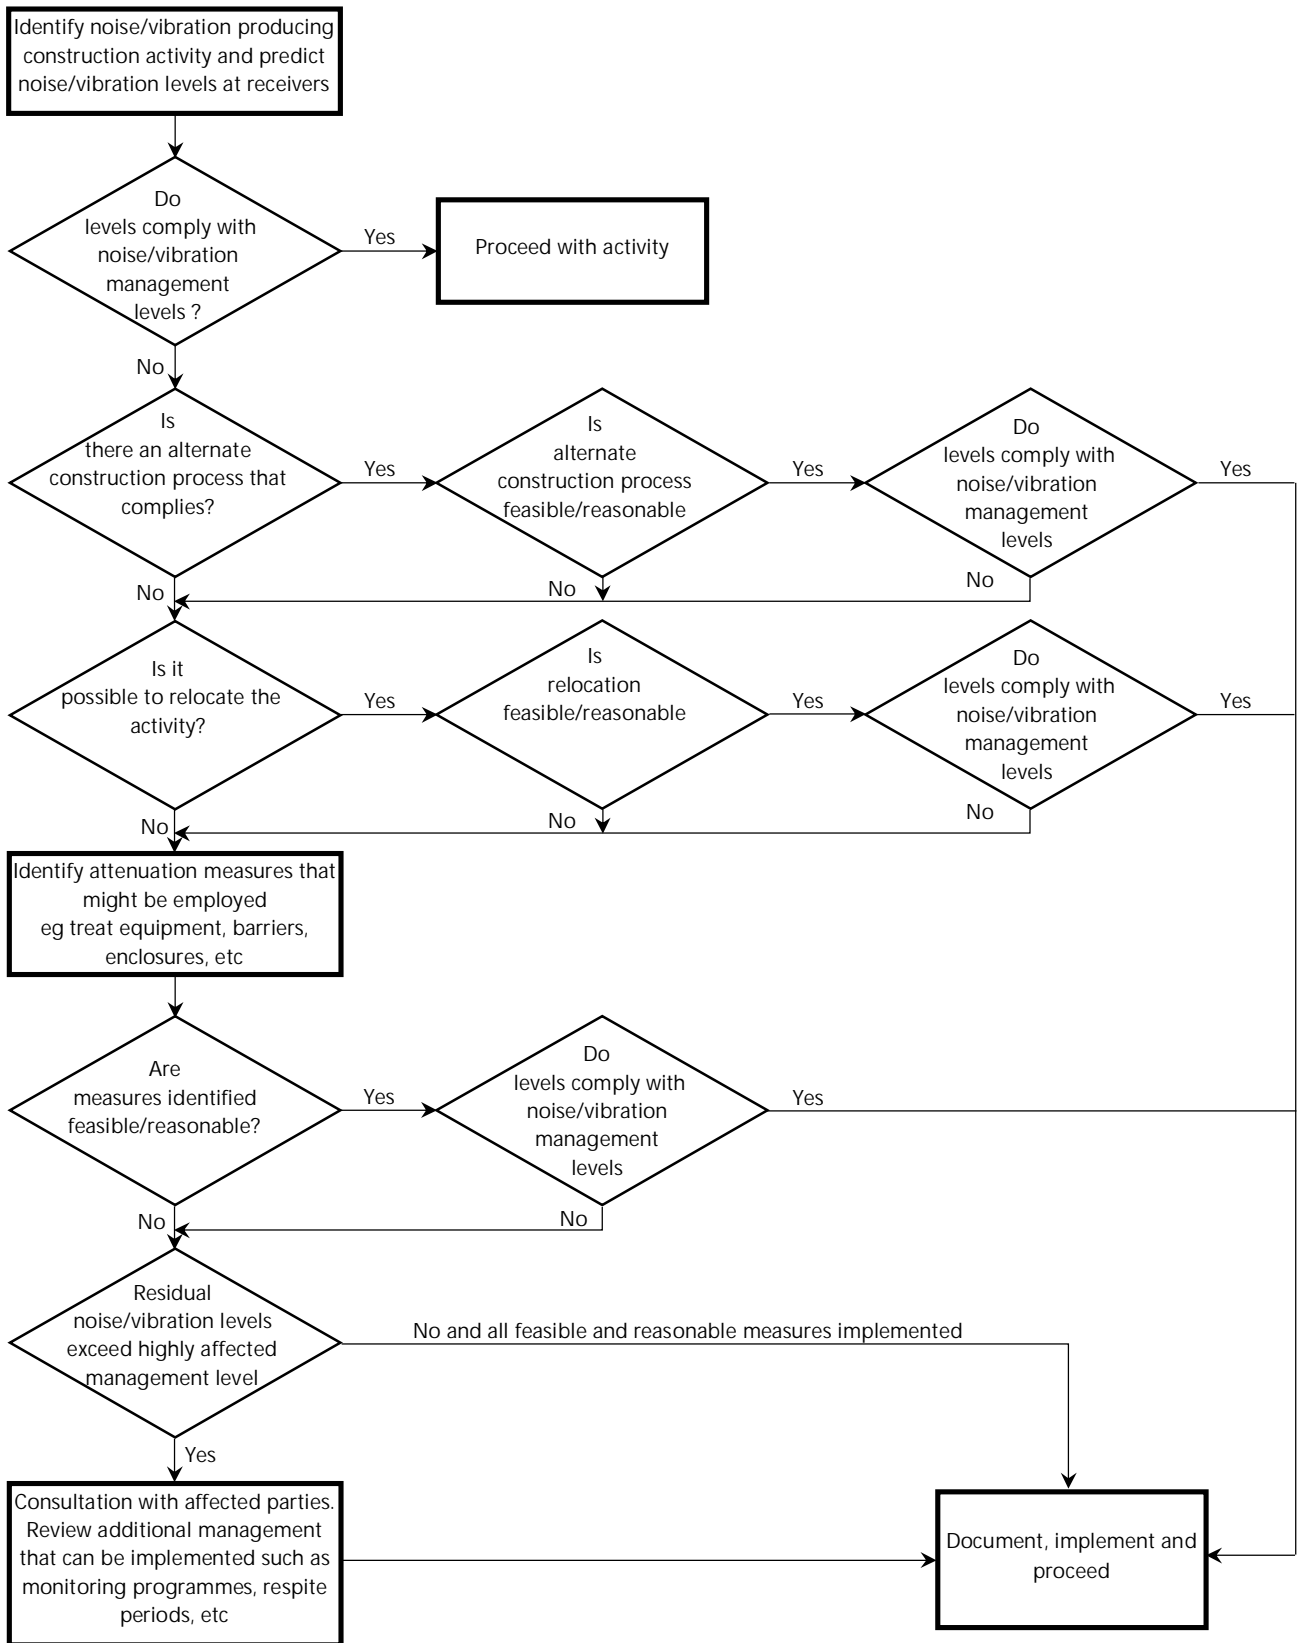 Identify noise/vibration producing
construction activity and predict
noise/vibration levels at receivers
Do
levels comply with
noise/vibration
management
levels ?
Yes
Proceed with activity
No
Is
there an alternate
construction process that
complies?
Yes
Is
alternate
construction process
feasible/reasonable
Yes
Do
levels comply with
noise/vibration
management
levels
Yes
No
No
No
Is it
possible to relocate the
activity?
Yes
Is
relocation
feasible/reasonable
Yes
Do
levels comply with
noise/vibration
management
levels
Yes
No
No
No
Identify attenuation measures that
might be employed
eg treat equipment, barriers,
enclosures, etc
Are
measures identified
feasible/reasonable?
Yes
Do
levels comply with
noise/vibration
management
levels
Yes
No
No
Residual
noise/vibration levels
exceed highly affected
management level
No and all feasible and reasonable measures implemented
Yes
Consultation with affected parties.
Review additional management
that can be implemented such as
monitoring programmes, respite
periods, etc
Document, implement and
proceed